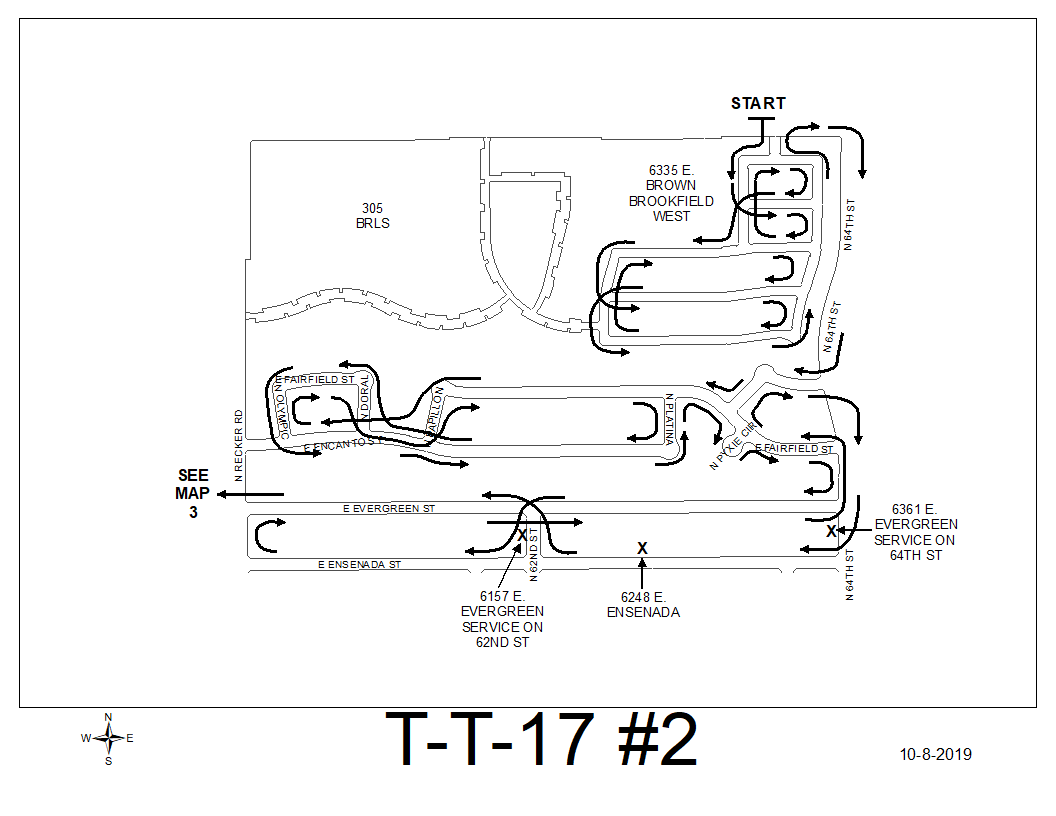 START
6335 E.
BROWN
BROOKFIELD
WEST
305
BRLS
N 64TH ST
N 64TH ST
E FAIRFIELD ST
N OLYMPIC
N DORAL
PAPILLON
N PLATINA
N PYXIE CIR
E FAIRFIELD ST
E ENCANTO ST
N RECKER RD
SEE
MAP
3
E EVERGREEN ST
6361 E.
EVERGREEN
SERVICE ON
64TH ST
X
X
X
N 62ND ST
E ENSENADA ST
N 64TH ST
6157 E.
EVERGREEN
SERVICE ON
62ND ST
6248 E.
ENSENADA
T-T-17 #2
N
W
E
S
10-8-2019